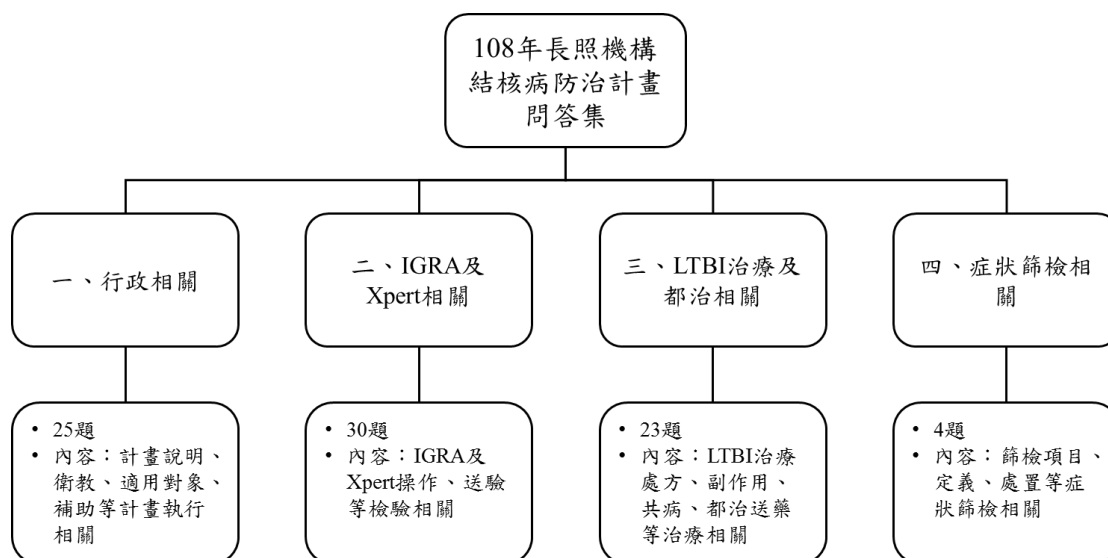 108年長照機構
結核病防治計畫
問答集
一、行政相關
二、IGRA及
Xpert相關
三、LTBI治療及
都治相關
四、症狀篩檢相
關
• 25題
• 內容：計畫說明、
衛教、適用對象、
補助等計畫執行
相關
• 30題
• 內容：IGRA及
Xpert操作、送驗
等檢驗相關
• 23題
• 內容：LTBI治療
處方、副作用、
共病、都治送藥
等治療相關
• 4題
• 內容：篩檢項目、
定義、處置等症
狀篩檢相關